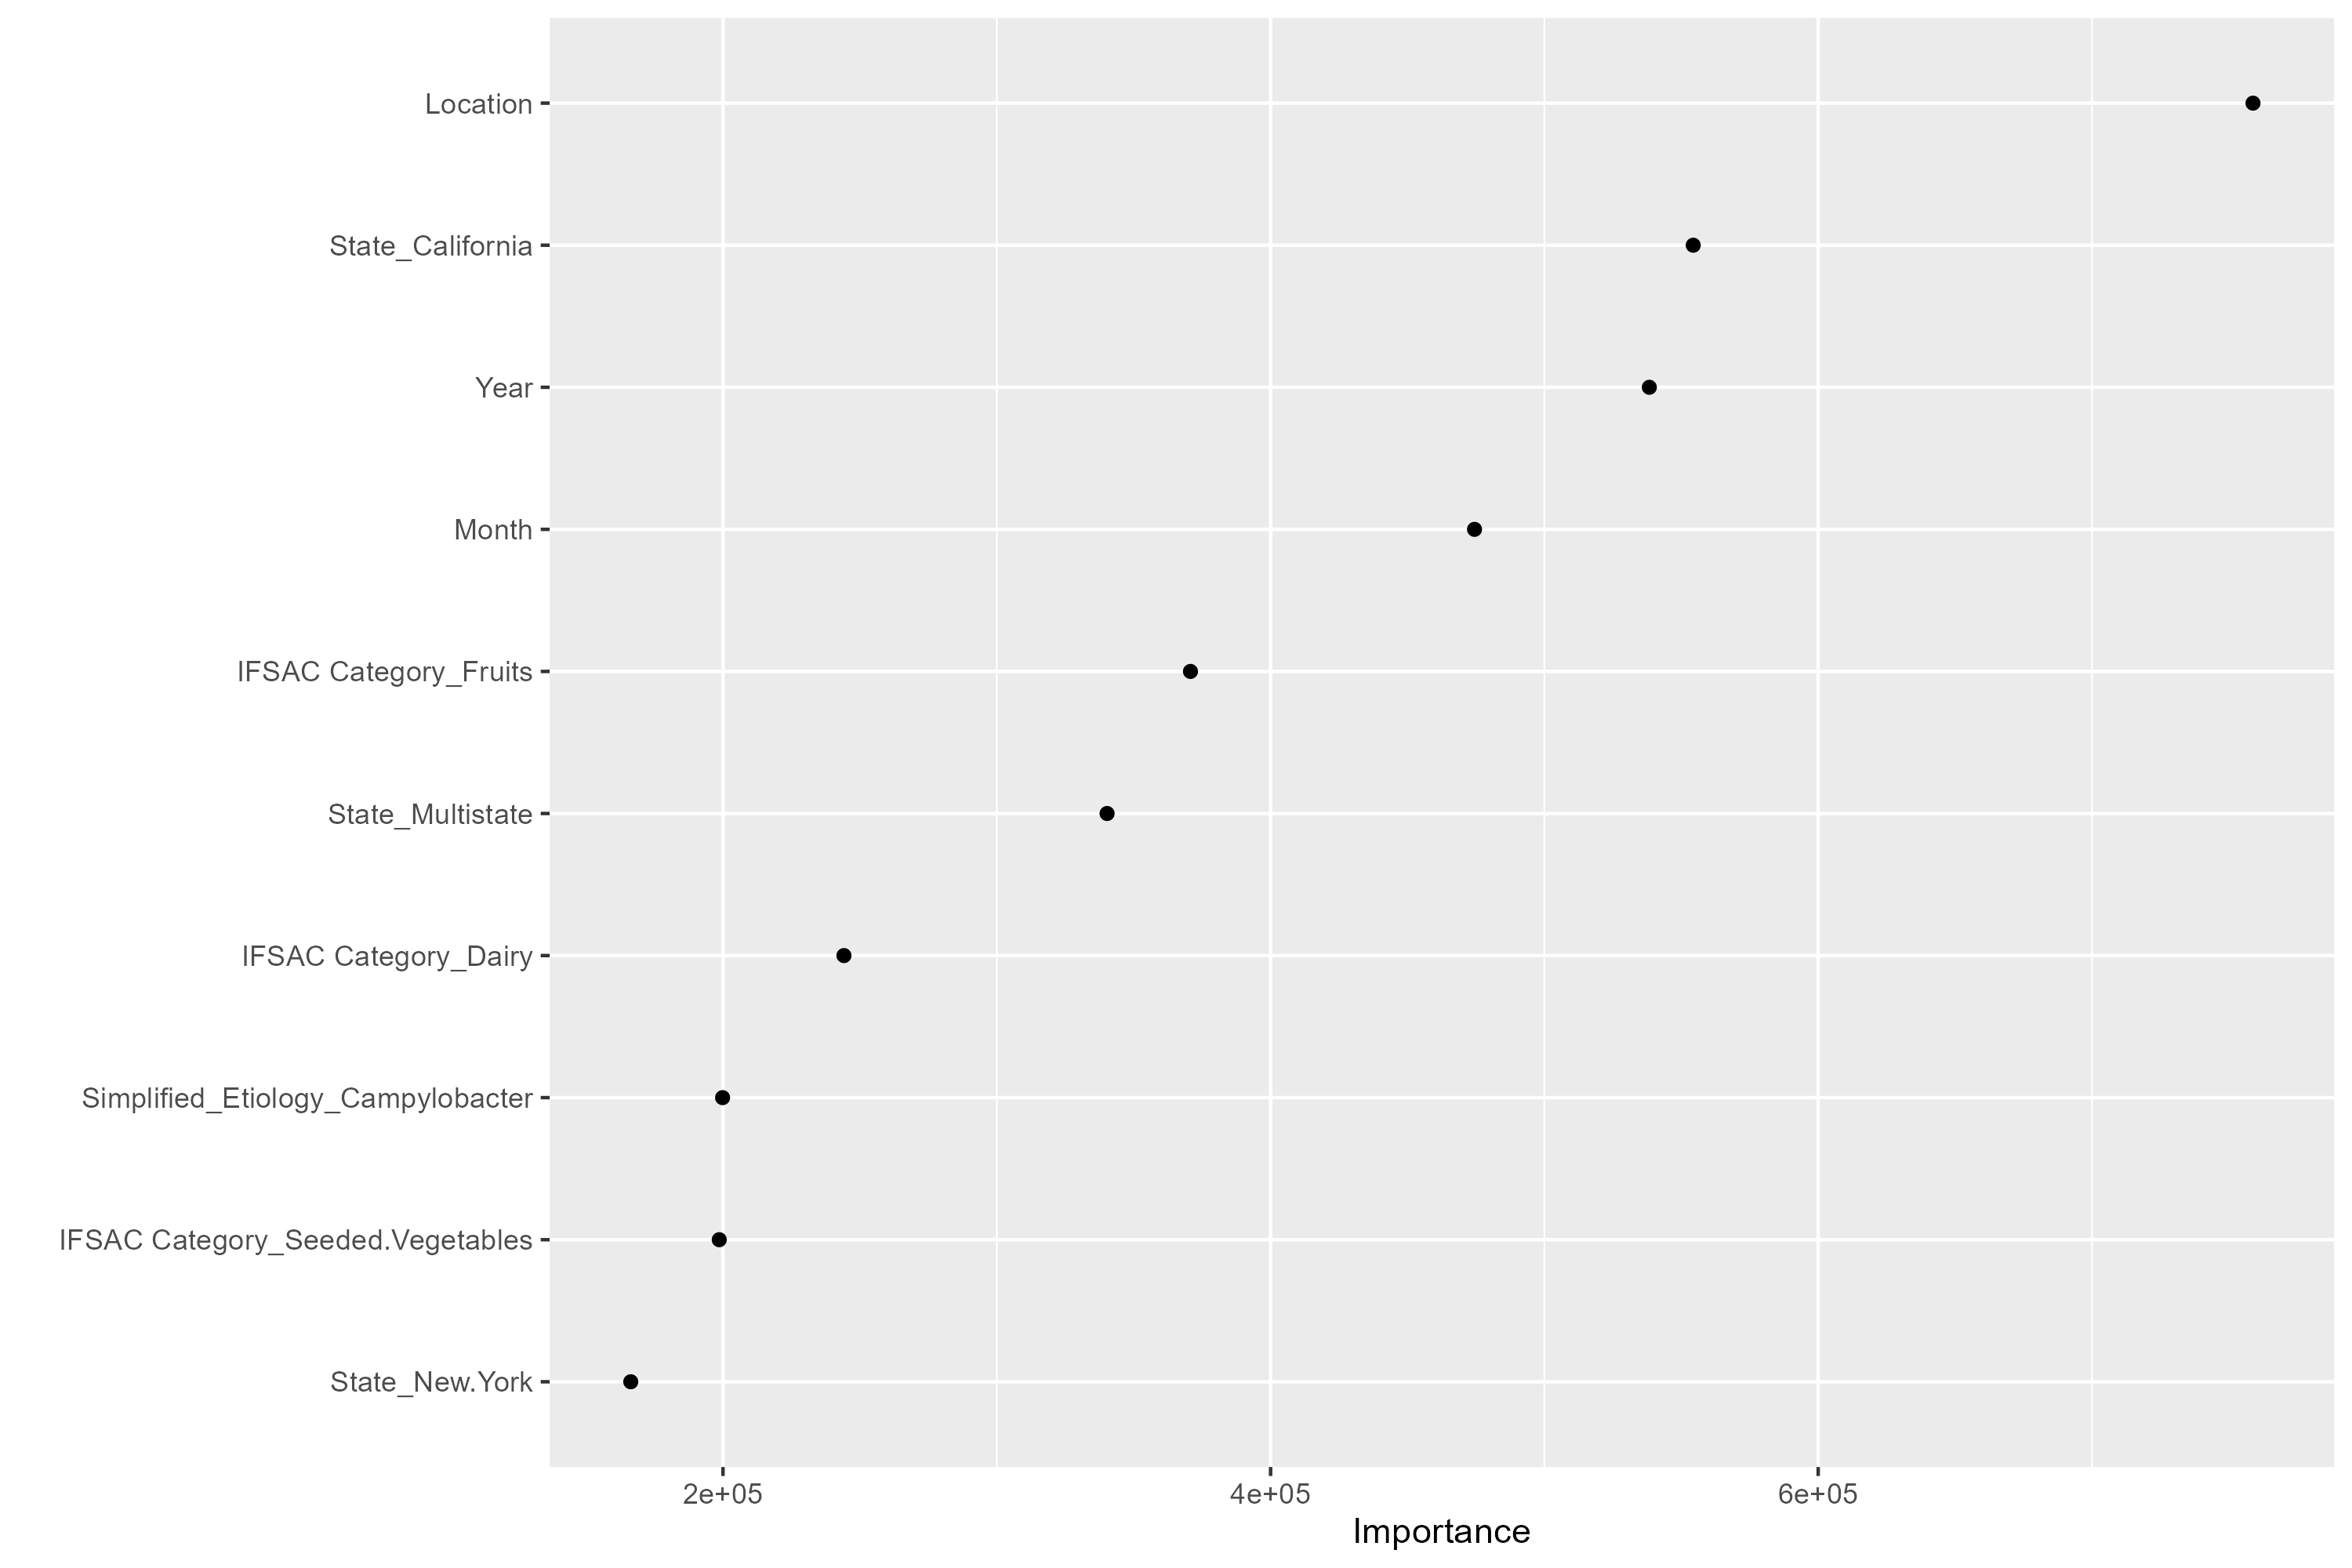 Location
State_California
Year
Month
IFSAC Category_Fruits
State_Multistate
IFSAC Category_Dairy
Simplified_Etiology_Campylobacter
IFSAC Category_Seeded.Vegetables
State_New.York
2e+05 4e+05 6e+05
Importance